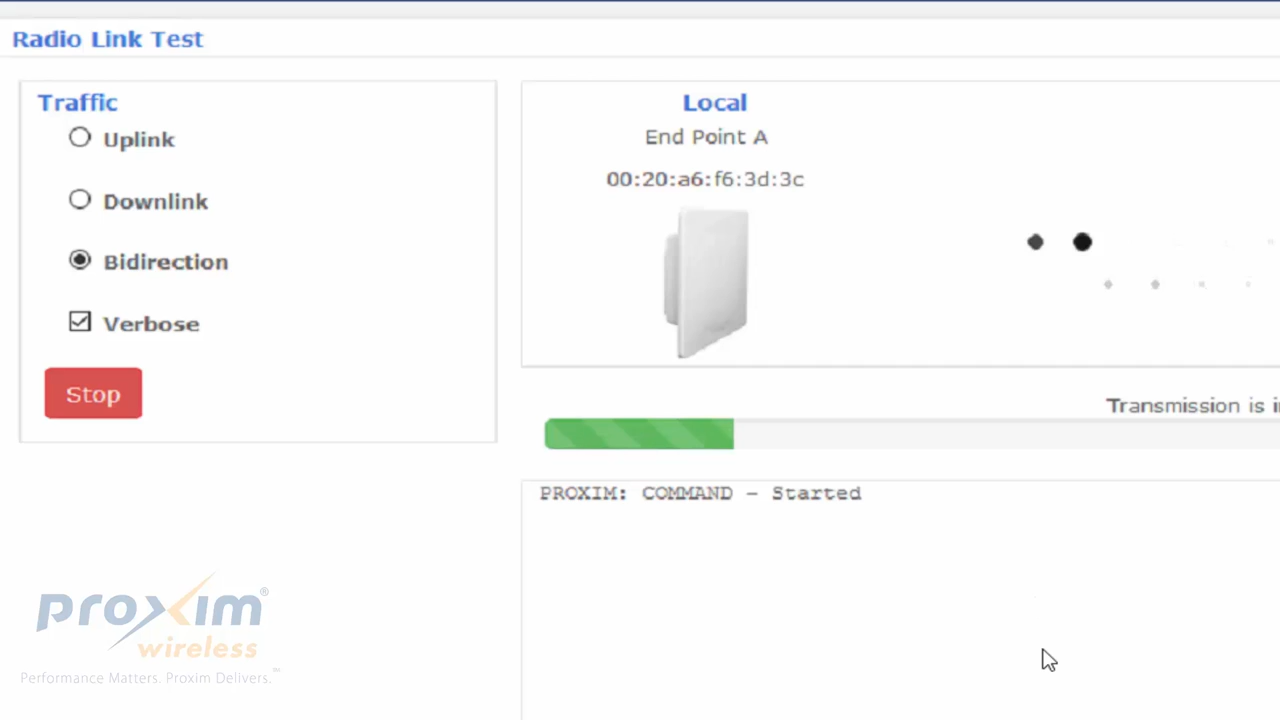 Radio Link Test
Traffic
Uplink
Downlink
Bidirection
Verbose
Stop
Local
End Point A
00:20:a6:f6:3d:3c
Transmission is
PROXIM: COMMAND - Started
proxim®
wireless
Performance Matters. Proxim Delivers.™